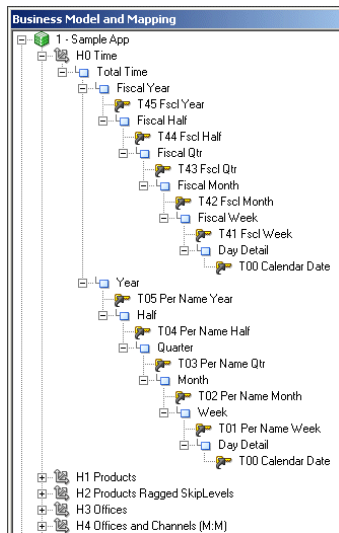 Business Model and Mapping
1 - Sample App
H0 Time
Total Time
Fiscal Year
T45 Fscl Year
Fiscal Half
T44 Fscl Half
Fiscal Qtr
T43 Fscl Qtr
Fiscal Month
T42 Fscl Month
Fiscal Week
T41 Fscl Week
Day Detail
T00 Calendar Date
Year
T05 Per Name Year
Half
T04 Per Name Half
Quarter
T03 Per Name Qtr
Month
T02 Per Name Month
Week
T01 Per Name Week
Day Detail
T00 Calendar Date
H1 Products
H2 Products Ragged SkipLevels
H3 Offices
H4 Offices and Channels (M:M)